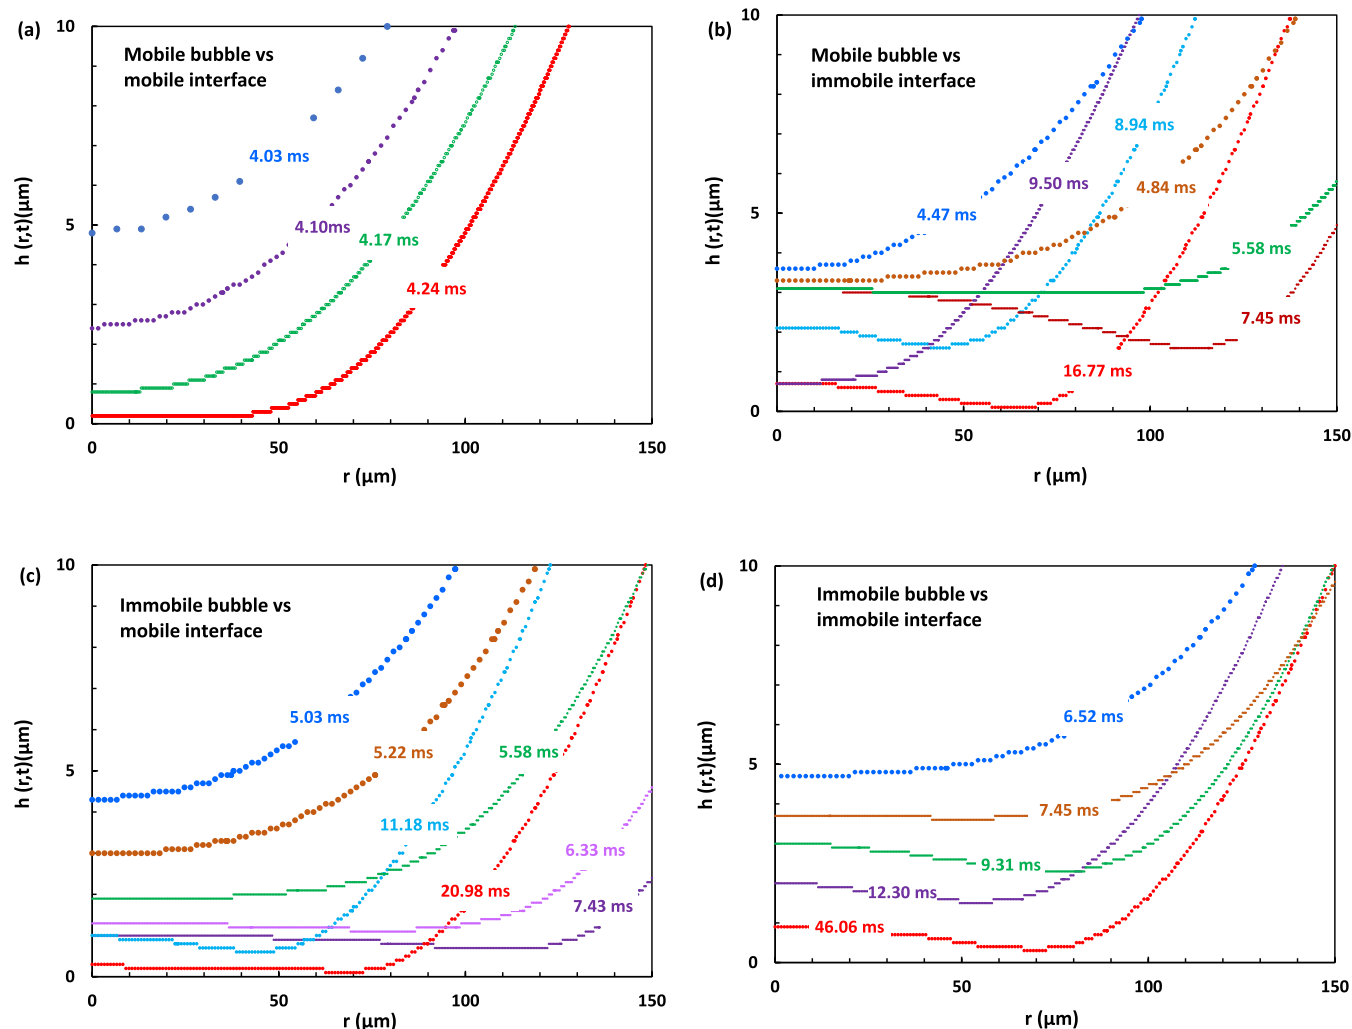 (a)
10
5
0
Mobile bubble vs
mobile interface
4.03 ms
4.10ms
4.17 ms
4.24 ms
h (r,t)(μm)
0
50
100
150
r (μm)
(b)
10
5
0
Mobile bubble vs
immobile interface
8.94 ms
9.50 ms
4.84 ms
4.47 ms
5.58 ms
7.45 ms
16.77 ms
h (r,t)(μm)
0
50
100
150
r (μm)
(c)
10
5
0
Immobile bubble vs
mobile interface
5.03 ms
5.22 ms
5.58 ms
11.18 ms
6.33 ms
20.98 ms
7.43 ms
h (r,t)(μm)
0
50
100
150
r (μm)
(d)
10
5
0
Immobile bubble vs
immobile interface
6.52 ms
7.45 ms
9.31 ms
12.30 ms
46.06 ms
h (r,t)(μm)
0
50
100
150
r (μm)